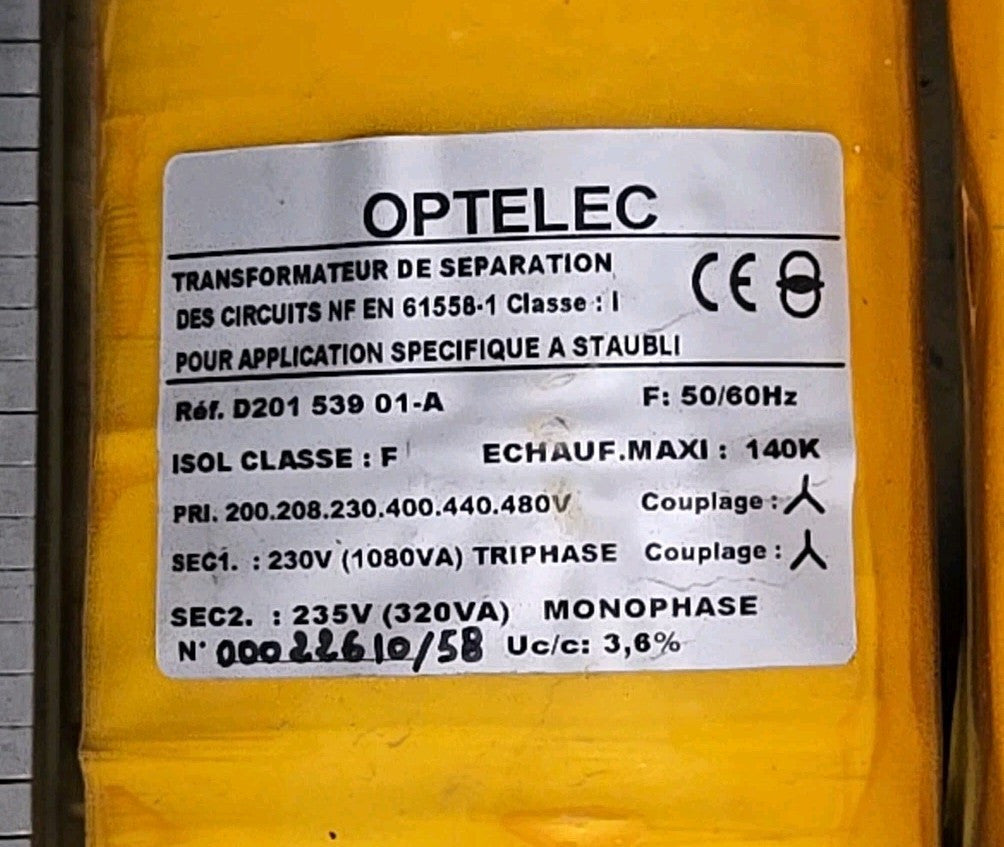 OPTELEC
TRANSFORMATEUR DE SEPARATION
DES CIRCUITS NF EN 61558-1 Classe : I
CE
POUR APPLICATION SPECIFIQUE A STAUBLI
Réf. D201 539 01-A F: 50/60Hz
ISOL CLASSE : F ECHAUF.MAXI : 140K
PRI. 200.208.230.400.440.480V Couplage :
SEC1. : 230V (1080VA) TRIPHASE Couplage :
SEC2. : 235V (320VA) MONOPHASE
N° 00022610/58 Uc/c: 3,6%